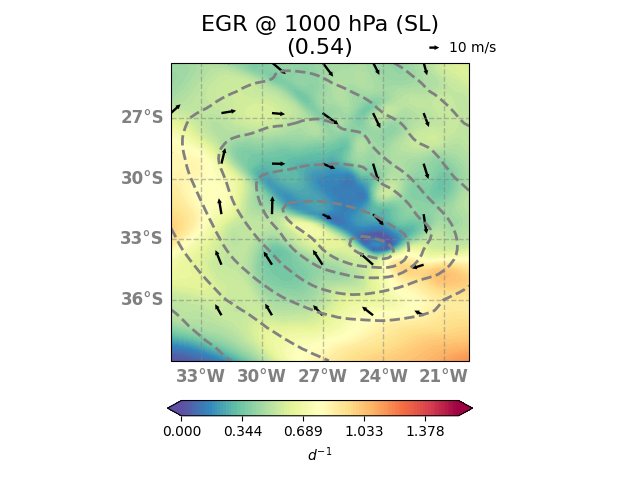 EGR @ 1000 hPa (SL)
(0.54)
10 m/s
27°S
30°S
33°S
36°S
33°W 30°W 27°W 24°W 21°W
0.000 0.344 0.689 1.033 1.378
d⁻¹